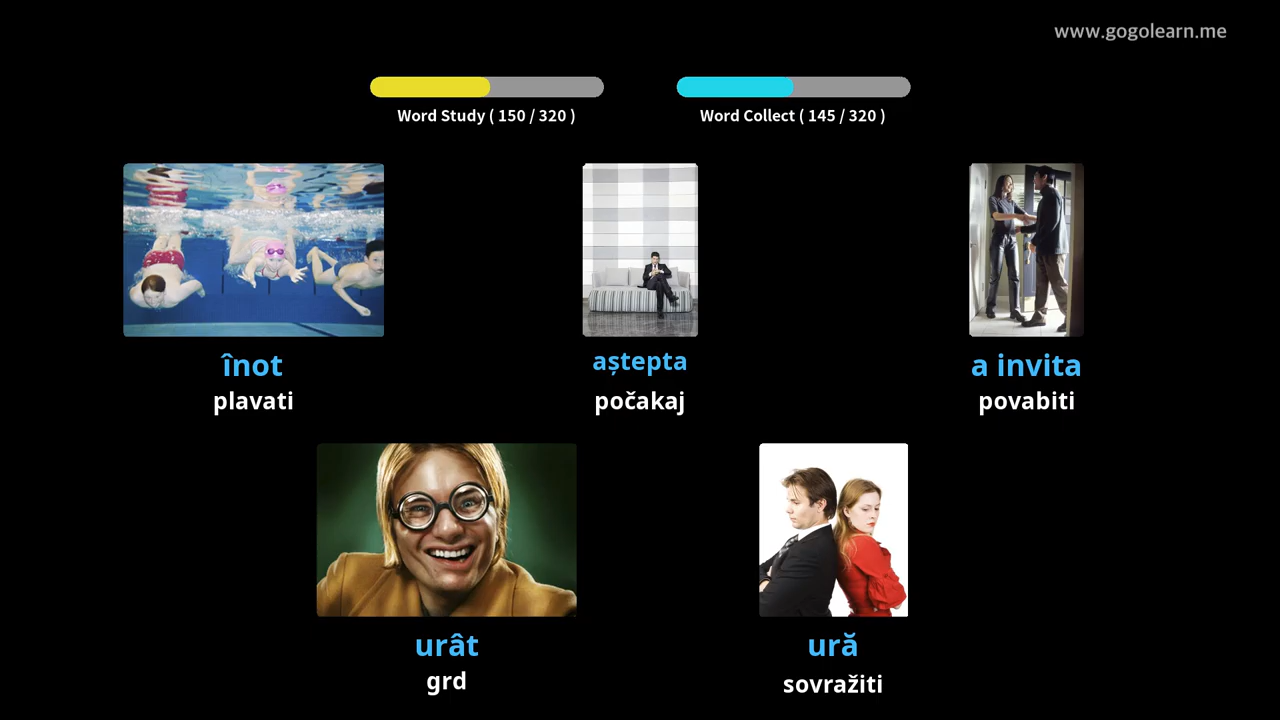 www.gogolearn.me
Word Study ( 150 / 320 )
Word Collect ( 145 / 320 )
înot
plavati
aștepta
počakaj
a invita
povabiti
urât
grd
ură
sovražiti